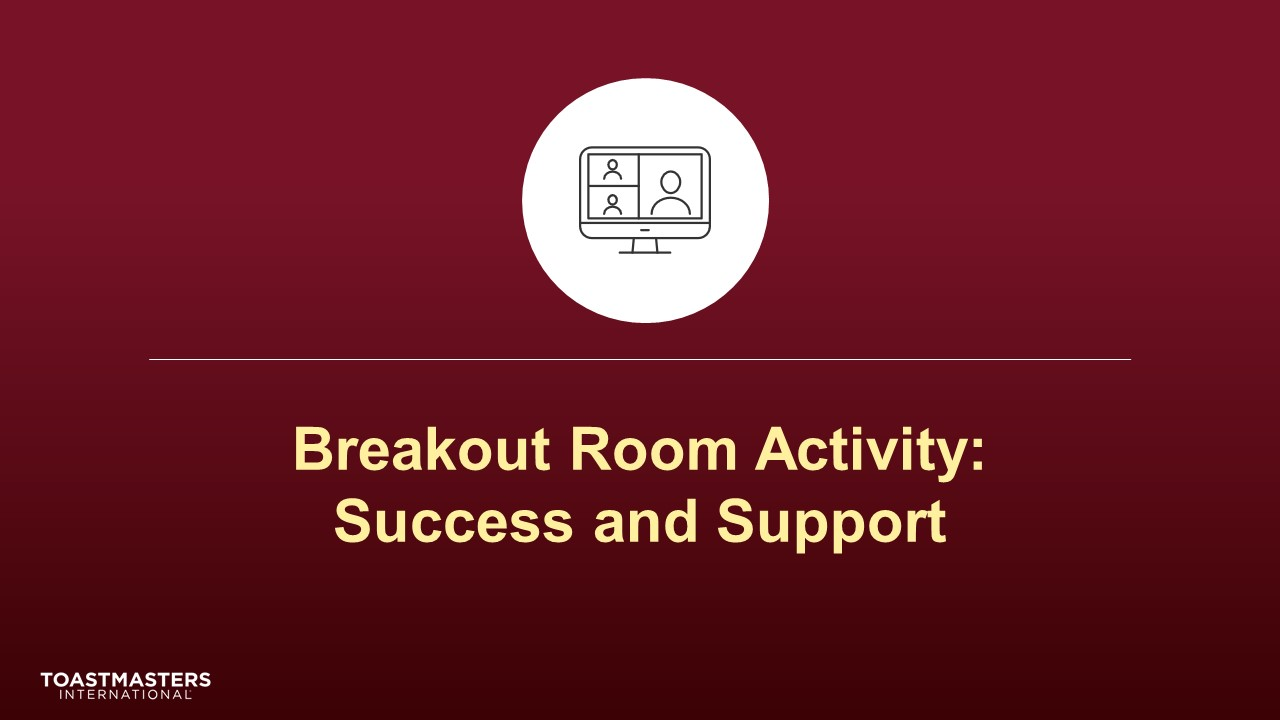 Breakout Room Activity:
Success and Support
TOASTMASTERS
INTERNATIONAL